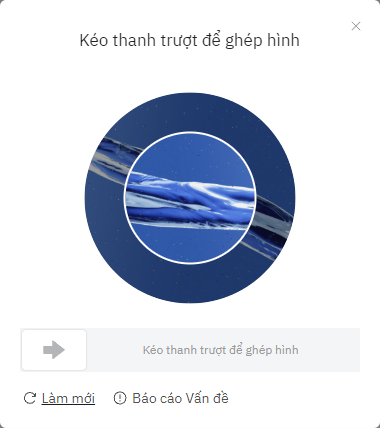 Kéo thanh trượt để ghép hình
Kéo thanh trượt để ghép hình
Làm mới
Báo cáo Vấn đề